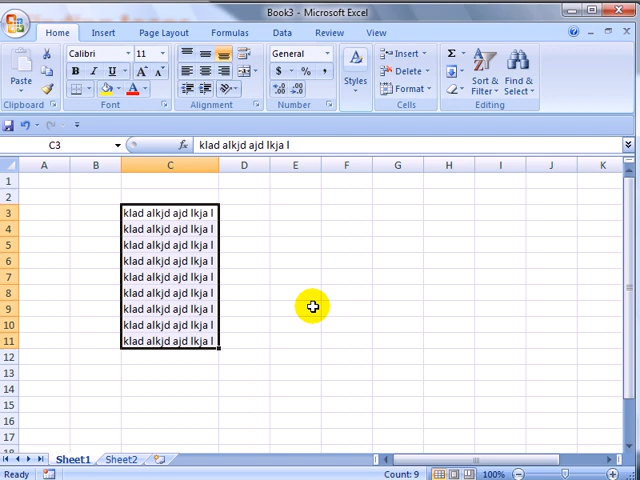 Book3 - Microsoft Excel
Home Insert Page Layout Formulas Data Review View
Paste
Clipboard
Calibri 11
B I U A A
A
Font
Alignment
General
$ % ,
Number
Styles
Insert
Delete
Format
Cells
Σ
Sort & Filter
Find & Select
Editing
C3 fx klad alkjd ajd lkja l
A B C D E F G H I J K
1
2
3 klad alkjd ajd lkja l
4 klad alkjd ajd lkja l
5 klad alkjd ajd lkja l
6 klad alkjd ajd lkja l
7 klad alkjd ajd lkja l
8 klad alkjd ajd lkja l
9 klad alkjd ajd lkja l
10 klad alkjd ajd lkja l
11 klad alkjd ajd lkja l
12
13
14
15
16
17
Sheet1 Sheet2
Ready Count: 9 100%